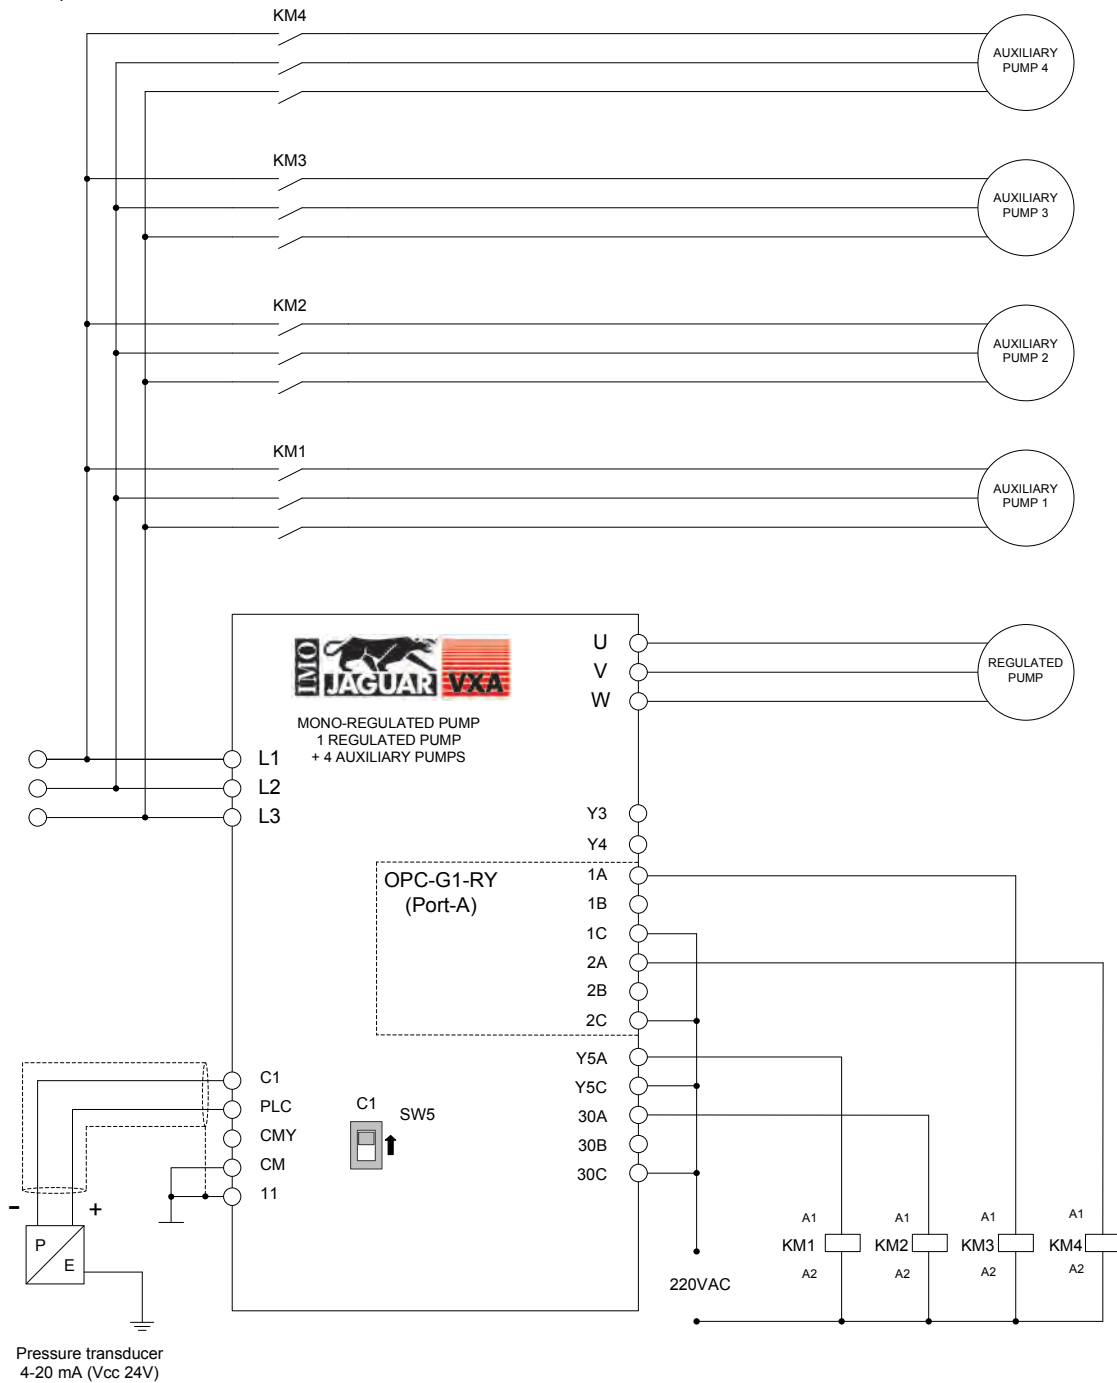 KM4
AUXILIARY
PUMP 4
KM3
AUXILIARY
PUMP 3
KM2
AUXILIARY
PUMP 2
KM1
AUXILIARY
PUMP 1
IMO
JAGUAR
VXA
MONO-REGULATED PUMP
1 REGULATED PUMP
+ 4 AUXILIARY PUMPS
U
V
W
REGULATED
PUMP
L1
L2
L3
Y3
Y4
OPC-G1-RY
(Port-A)
1A
1B
1C
2A
2B
2C
Y5A
Y5C
30A
30B
30C
C1
PLC
CMY
CM
11
C1
SW5
-
+
P
E
Pressure transducer
4-20 mA (Vcc 24V)
220VAC
A1
KM1
A2
A1
KM2
A2
A1
KM3
A2
A1
KM4
A2